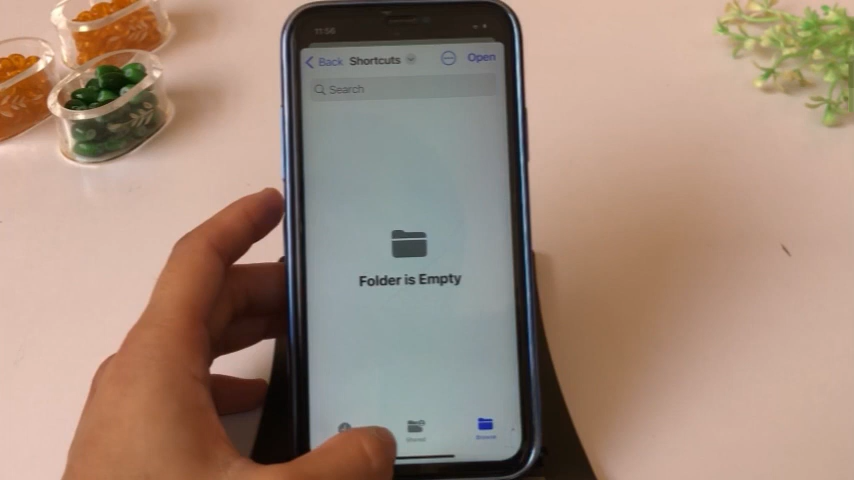 11:56
Back Shortcuts Open
Search
Folder is Empty
Shared Browse